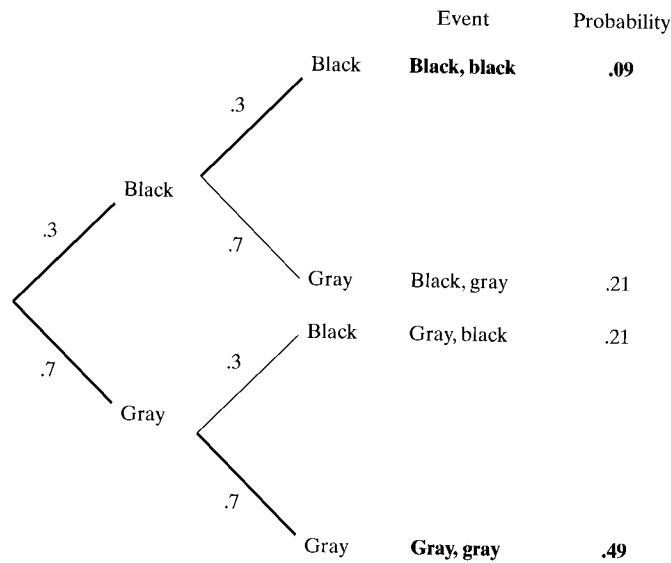 Event Probability
Black Black, black .09
.3
Black
.3
.7
Gray Black, gray .21
Black Gray, black .21
.3
.7
Gray
.7
Gray Gray, gray .49